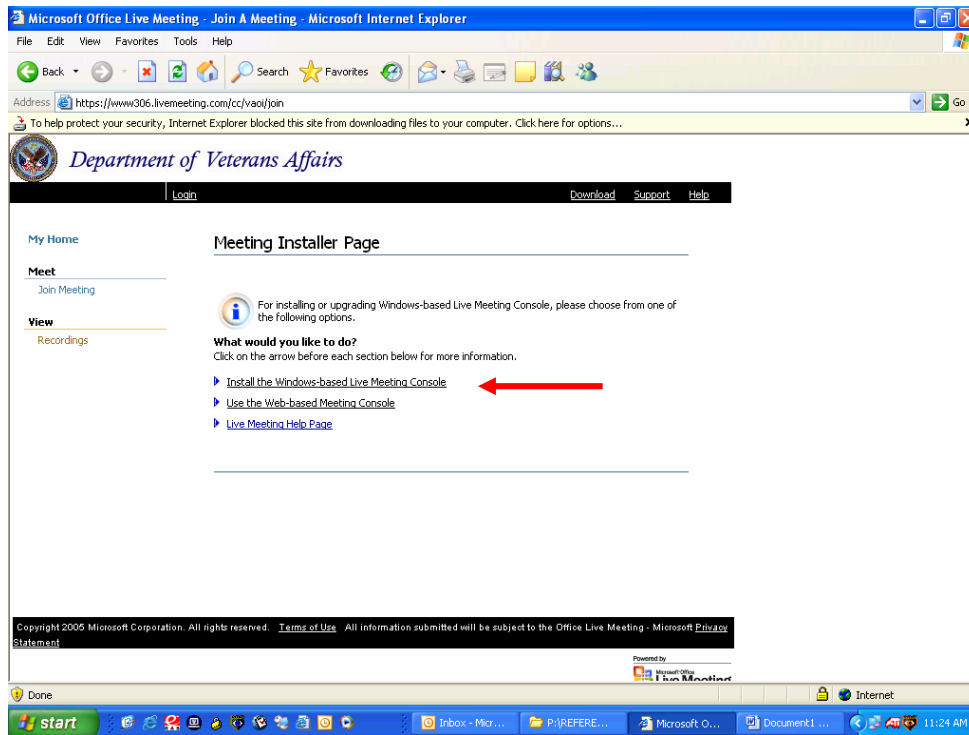 Microsoft Office Live Meeting - Join A Meeting - Microsoft Internet Explorer
File Edit View Favorites Tools Help
Back Search Favorites
Address https://www306.livemeeting.com/cc/vaoi/join Go
To help protect your security, Internet Explorer blocked this site from downloading files to your computer. Click here for options...
Department of Veterans Affairs
Login Download Support Help
My Home
Meeting Installer Page
Meet
Join Meeting
For installing or upgrading Windows-based Live Meeting Console, please choose from one of
the following options.
View
Recordings
What would you like to do?
Click on the arrow before each section below for more information.
Install the Windows-based Live Meeting Console
Use the Web-based Meeting Console
Live Meeting Help Page
Copyright 2005 Microsoft Corporation. All rights reserved. Terms of Use All information submitted will be subject to the Office Live Meeting - Microsoft Privacy
Statement
Powered by
Microsoft Office
Live Meeting
Done Internet
start Inbox - Micr... P:\REFERE... Microsoft O... Document1 ... 11:24 AM